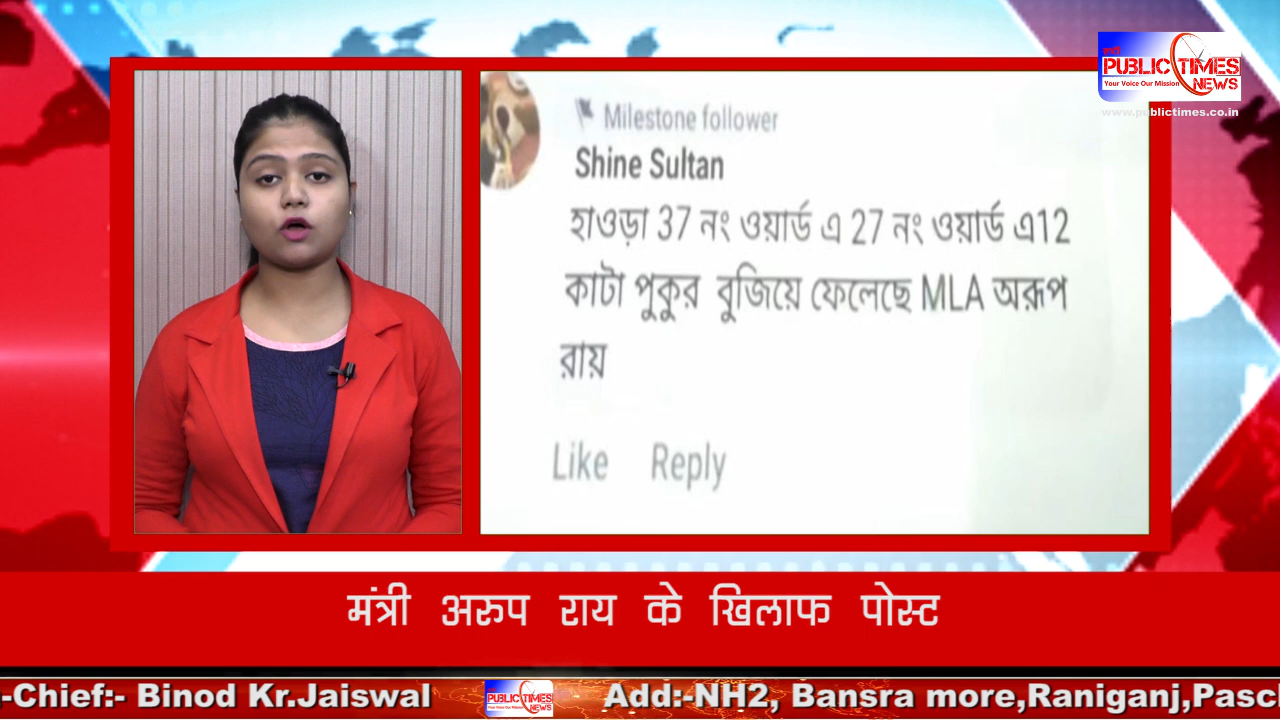 PUBLIC TIMES
Your Voice Our Mission NEWS
www.publictimes.co.in
Milestone follower
Shine Sultan
হাওড়া 37 নং ওয়ার্ড এ 27 নং ওয়ার্ড এ12
কাটা পুকুর বুজিয়ে ফেলেছে MLA অরূপ
রায়
Like Reply
मंत्री अरुप राय के खिलाफ पोस्ट
-Chief:- Binod Kr.Jaiswal PUBLIC TIMES NEWS Add:-NH2, Bansra more,Raniganj,Pasc